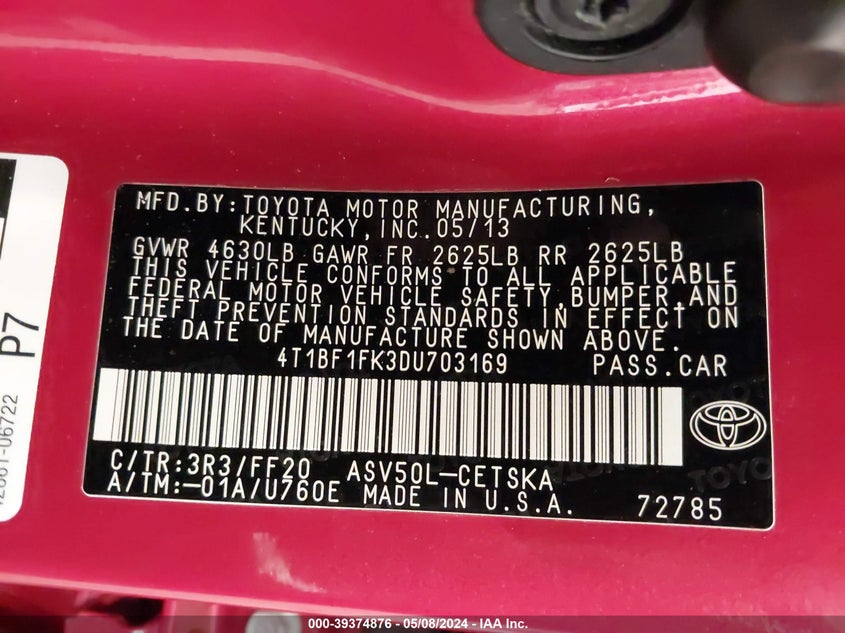 MFD.BY:TOYOTA MOTOR MANUFACTURING,
KENTUCKY,INC.05/13
GVWR 4630LB GAWR FR 2625LB RR 2625LB
THIS VEHICLE CONFORMS TO ALL APPLICABLE
FEDERAL MOTOR VEHICLE SAFETY,BUMPER,AND
THEFT PREVENTION STANDARDS IN EFFECT ON
THE DATE OF MANUFACTURE SHOWN ABOVE.
4T1BF1FK3DU703169 PASS.CAR
C/TR:3R3/FF20 ASV50L-CETSKA
A/TM:-01A/U760E MADE IN U.S.A. 72785
P7
06722
000-39374876 - 05/08/2024 - IAA Inc.